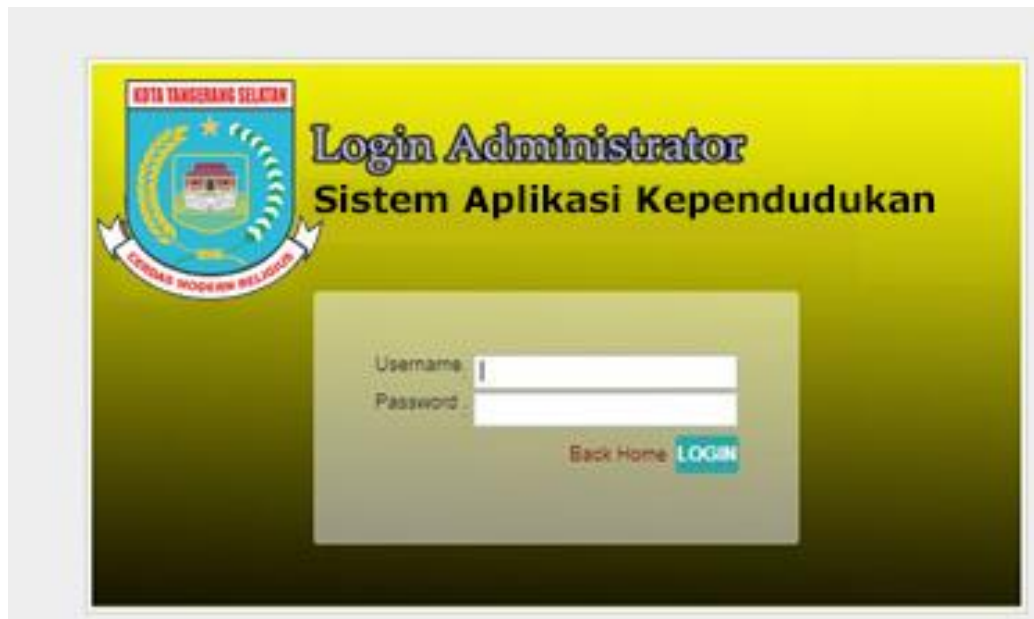 KOTA TANGERANG SELATAN
Login Administrator
Sistem Aplikasi Kependudukan
CERDAS MODERN RELIGIUS
Username
Password
Back Home LOGIN